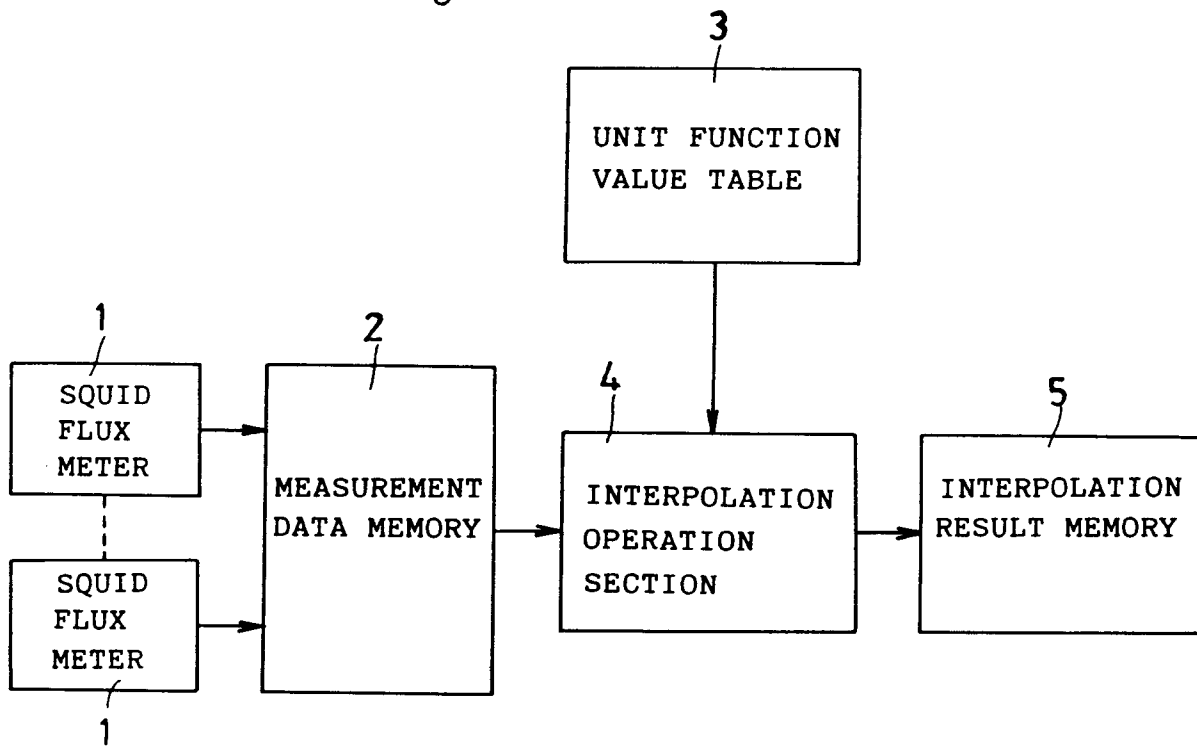 3
UNIT FUNCTION
VALUE TABLE
1
SQUID
FLUX
METER
2
MEASUREMENT
DATA MEMORY
4
INTERPOLATION
OPERATION
SECTION
5
INTERPOLATION
RESULT MEMORY
SQUID
FLUX
METER
1